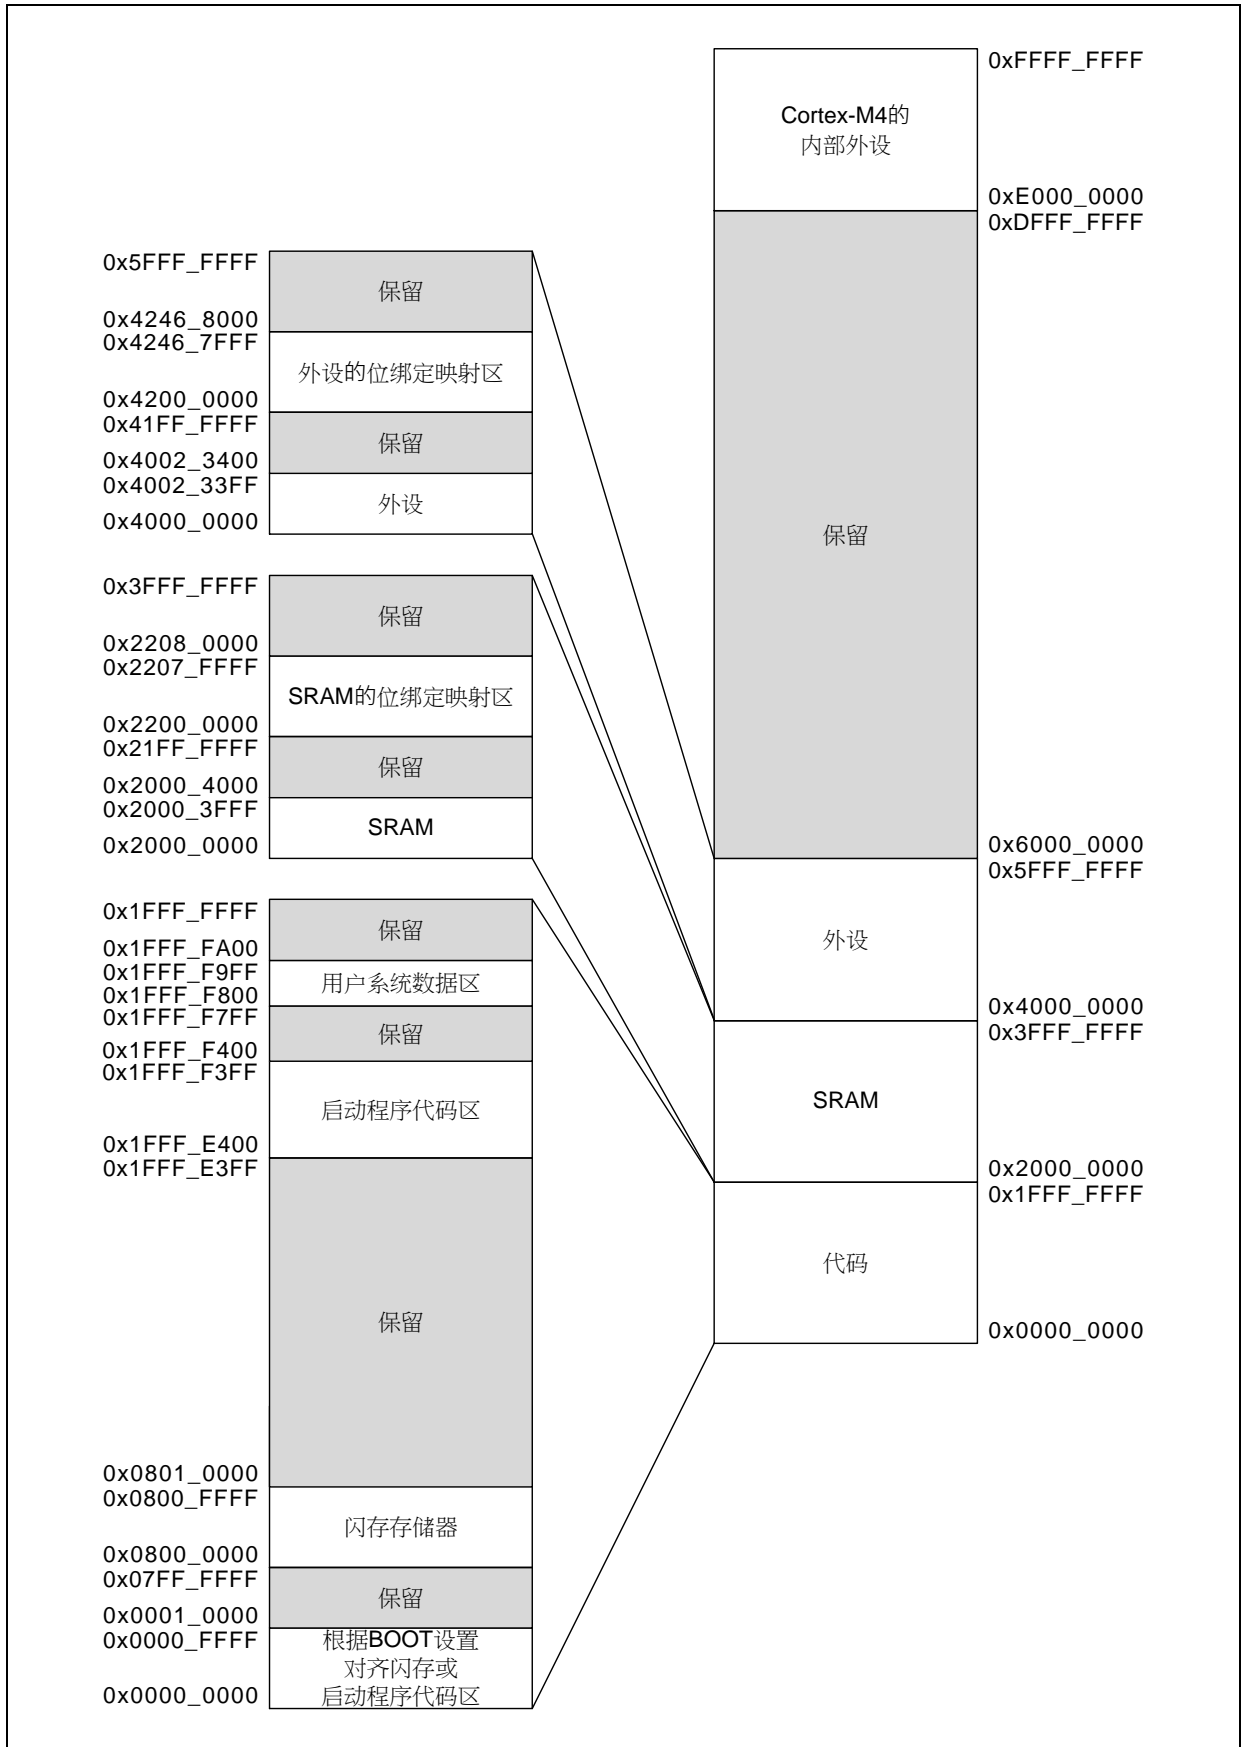 0xFFFF_FFFF
Cortex-M4的
内部外设
0xE000_0000
0xDFFF_FFFF
保留
0x6000_0000
0x5FFF_FFFF
外设
0x4000_0000
0x3FFF_FFFF
SRAM
0x2000_0000
0x1FFF_FFFF
代码
0x0000_0000
0x5FFF_FFFF
保留
0x4246_8000
0x4246_7FFF
外设的位绑定映射区
0x4200_0000
0x41FF_FFFF
保留
0x4002_3400
0x4002_33FF
外设
0x4000_0000
0x3FFF_FFFF
保留
0x2208_0000
0x2207_FFFF
SRAM的位绑定映射区
0x2200_0000
0x21FF_FFFF
保留
0x2000_4000
0x2000_3FFF
SRAM
0x2000_0000
0x1FFF_FFFF
保留
0x1FFF_FA00
0x1FFF_F9FF
用户系统数据区
0x1FFF_F800
0x1FFF_F7FF
保留
0x1FFF_F400
0x1FFF_F3FF
启动程序代码区
0x1FFF_E400
0x1FFF_E3FF
保留
0x0801_0000
0x0800_FFFF
闪存存储器
0x0800_0000
0x07FF_FFFF
保留
0x0001_0000
0x0000_FFFF
根据BOOT设置
对齐闪存或
启动程序代码区
0x0000_0000